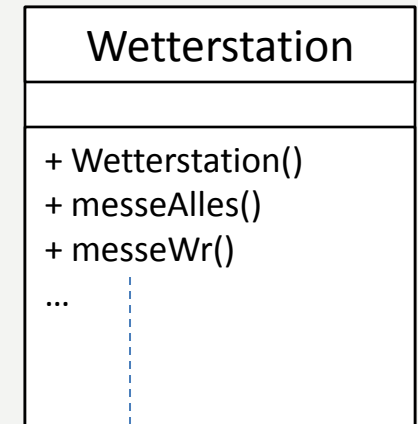 Wetterstation
+ Wetterstation()
+ messeAlles()
+ messeWr()
...